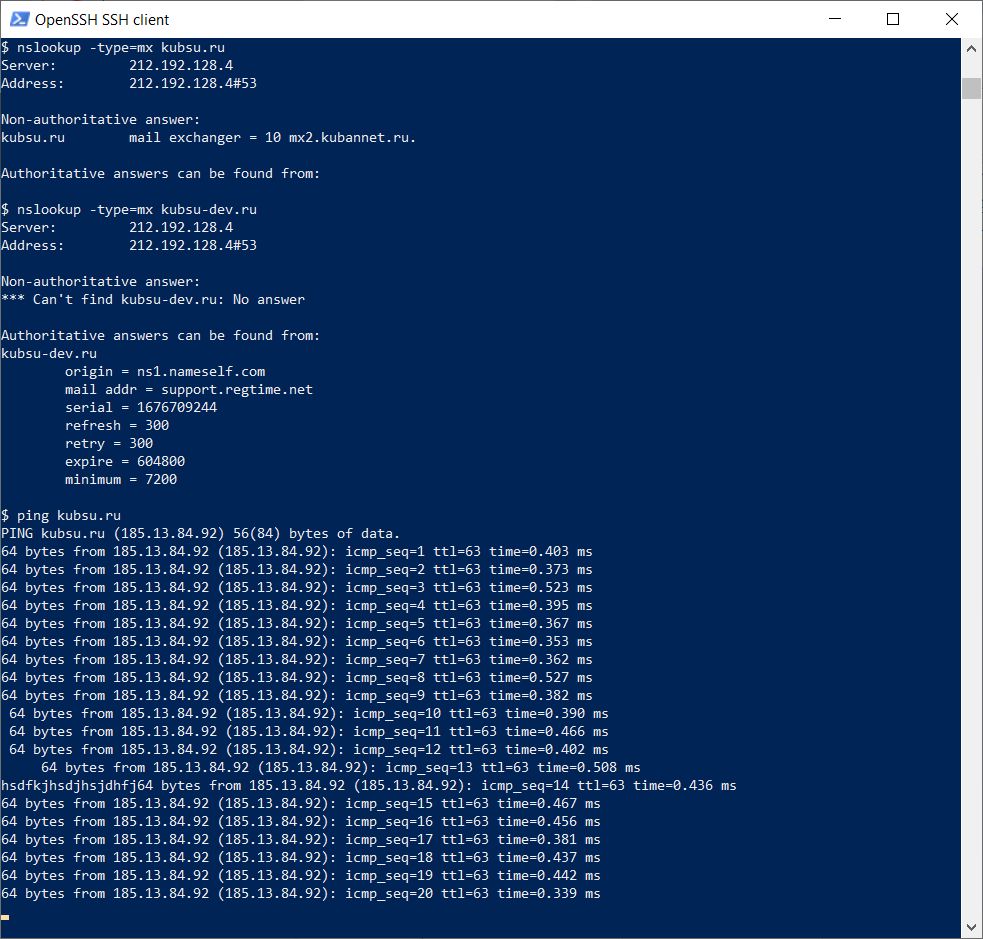 OpenSSH SSH client
$ nslookup -type=mx kubsu.ru
Server:         212.192.128.4
Address:        212.192.128.4#53

Non-authoritative answer:
kubsu.ru        mail exchanger = 10 mx2.kubannet.ru.

Authoritative answers can be found from:

$ nslookup -type=mx kubsu-dev.ru
Server:         212.192.128.4
Address:        212.192.128.4#53

Non-authoritative answer:
*** Can't find kubsu-dev.ru: No answer

Authoritative answers can be found from:
kubsu-dev.ru
        origin = ns1.nameself.com
        mail addr = support.regtime.net
        serial = 1676709244
        refresh = 300
        retry = 300
        expire = 604800
        minimum = 7200

$ ping kubsu.ru
PING kubsu.ru (185.13.84.92) 56(84) bytes of data.
64 bytes from 185.13.84.92 (185.13.84.92): icmp_seq=1 ttl=63 time=0.403 ms
64 bytes from 185.13.84.92 (185.13.84.92): icmp_seq=2 ttl=63 time=0.373 ms
64 bytes from 185.13.84.92 (185.13.84.92): icmp_seq=3 ttl=63 time=0.523 ms
64 bytes from 185.13.84.92 (185.13.84.92): icmp_seq=4 ttl=63 time=0.395 ms
64 bytes from 185.13.84.92 (185.13.84.92): icmp_seq=5 ttl=63 time=0.367 ms
64 bytes from 185.13.84.92 (185.13.84.92): icmp_seq=6 ttl=63 time=0.353 ms
64 bytes from 185.13.84.92 (185.13.84.92): icmp_seq=7 ttl=63 time=0.362 ms
64 bytes from 185.13.84.92 (185.13.84.92): icmp_seq=8 ttl=63 time=0.527 ms
64 bytes from 185.13.84.92 (185.13.84.92): icmp_seq=9 ttl=63 time=0.382 ms
 64 bytes from 185.13.84.92 (185.13.84.92): icmp_seq=10 ttl=63 time=0.390 ms
 64 bytes from 185.13.84.92 (185.13.84.92): icmp_seq=11 ttl=63 time=0.466 ms
 64 bytes from 185.13.84.92 (185.13.84.92): icmp_seq=12 ttl=63 time=0.402 ms
     64 bytes from 185.13.84.92 (185.13.84.92): icmp_seq=13 ttl=63 time=0.508 ms
hsdfkjhsdjhsjdhfj64 bytes from 185.13.84.92 (185.13.84.92): icmp_seq=14 ttl=63 time=0.436 ms
64 bytes from 185.13.84.92 (185.13.84.92): icmp_seq=15 ttl=63 time=0.467 ms
64 bytes from 185.13.84.92 (185.13.84.92): icmp_seq=16 ttl=63 time=0.456 ms
64 bytes from 185.13.84.92 (185.13.84.92): icmp_seq=17 ttl=63 time=0.381 ms
64 bytes from 185.13.84.92 (185.13.84.92): icmp_seq=18 ttl=63 time=0.437 ms
64 bytes from 185.13.84.92 (185.13.84.92): icmp_seq=19 ttl=63 time=0.442 ms
64 bytes from 185.13.84.92 (185.13.84.92): icmp_seq=20 ttl=63 time=0.339 ms